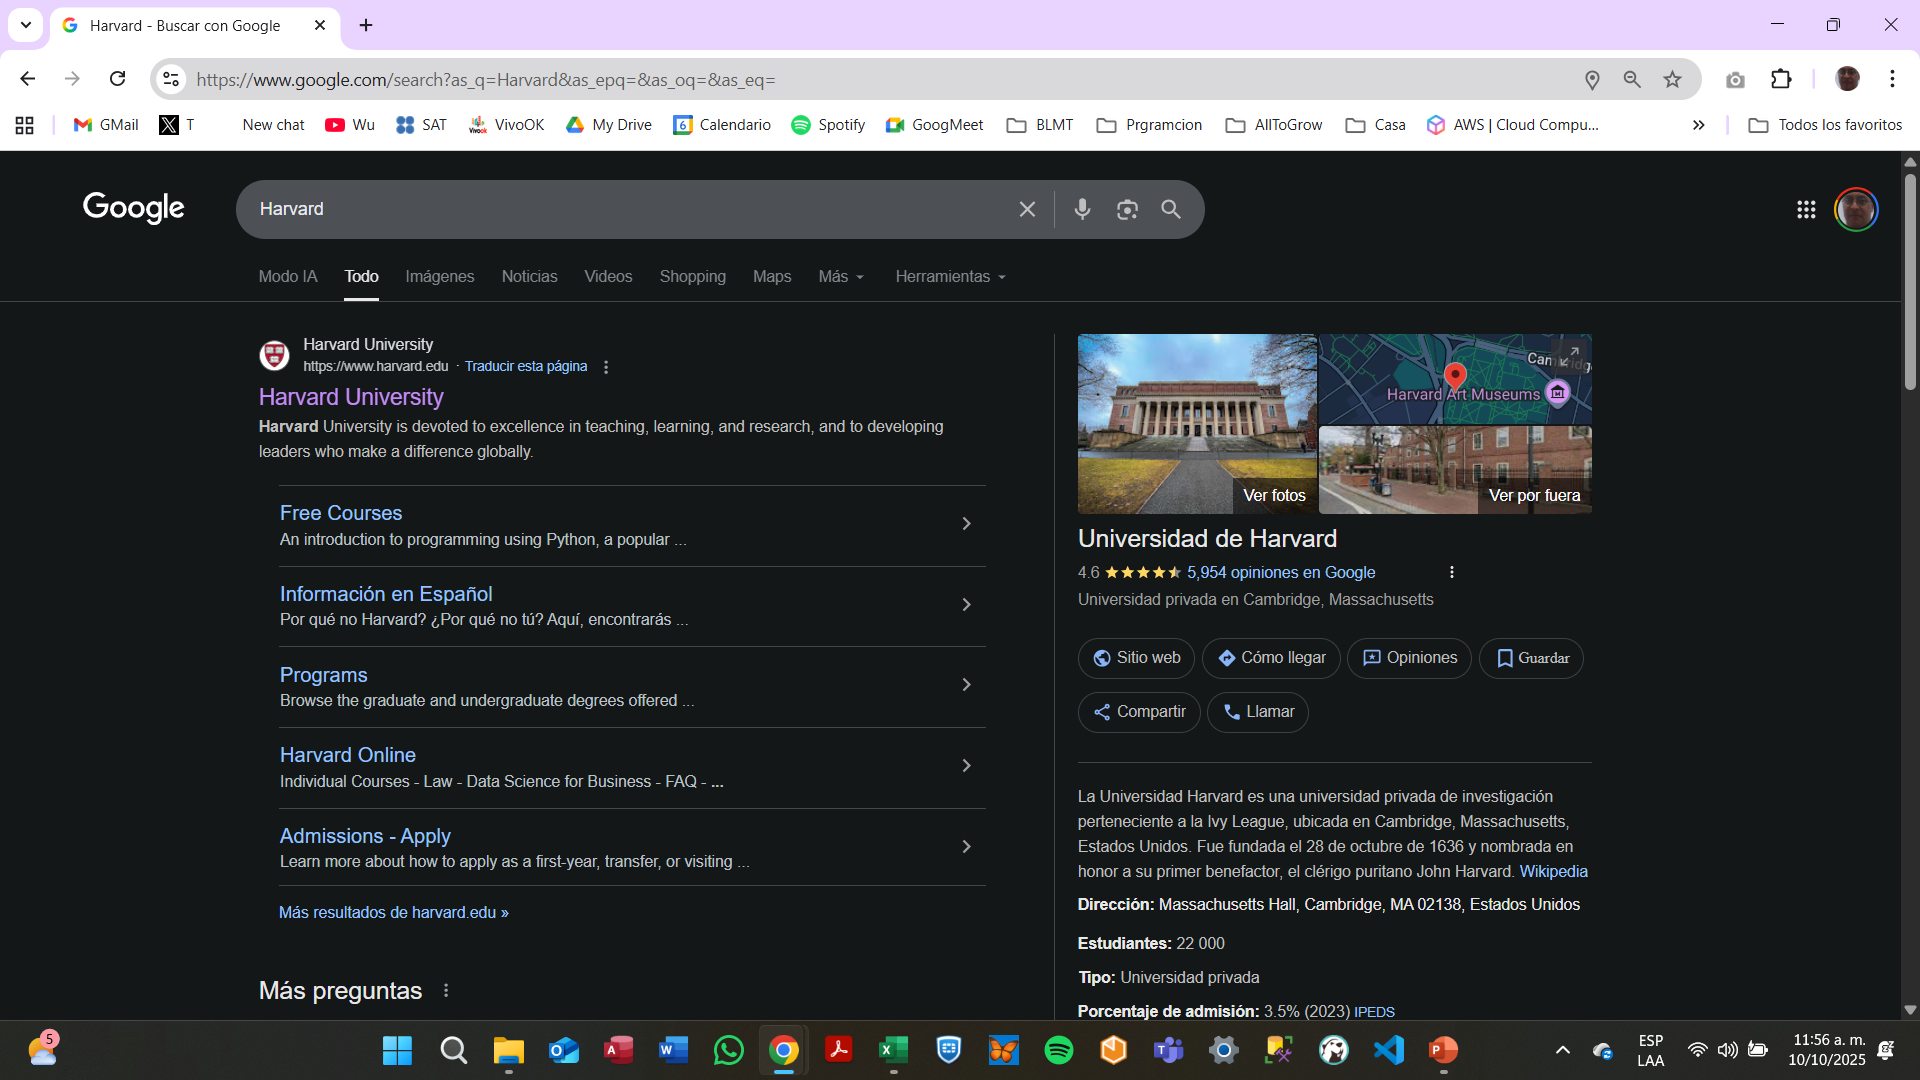 Harvard - Buscar con Google
https://www.google.com/search?as_q=Harvard&as_epq=&as_oq=&as_eq=
GMail
T
New chat
Wu
SAT
VivoOK
My Drive
Calendario
Spotify
GoogMeet
BLMT
Prgramcion
AllToGrow
Casa
AWS | Cloud Compu...
Todos los favoritos
Google
Harvard
Modo IA
Todo
Imágenes
Noticias
Videos
Shopping
Maps
Más
Herramientas
Harvard University
https://www.harvard.edu · Traducir esta página
Harvard University
Harvard University is devoted to excellence in teaching, learning, and research, and to developing
leaders who make a difference globally.
Free Courses
An introduction to programming using Python, a popular ...
Información en Español
Por qué no Harvard? ¿Por qué no tú? Aquí, encontrarás ...
Programs
Browse the graduate and undergraduate degrees offered ...
Harvard Online
Individual Courses - Law - Data Science for Business - FAQ - ...
Admissions - Apply
Learn more about how to apply as a first-year, transfer, or visiting ...
Más resultados de harvard.edu »
Más preguntas
Harvard Art Museums
Ver fotos
Ver por fuera
Universidad de Harvard
4.6 5,954 opiniones en Google
Universidad privada en Cambridge, Massachusetts
Sitio web
Cómo llegar
Opiniones
Guardar
Compartir
Llamar
La Universidad Harvard es una universidad privada de investigación
perteneciente a la Ivy League, ubicada en Cambridge, Massachusetts,
Estados Unidos. Fue fundada el 28 de octubre de 1636 y nombrada en
honor a su primer benefactor, el clérigo puritano John Harvard. Wikipedia
Dirección: Massachusetts Hall, Cambridge, MA 02138, Estados Unidos
Estudiantes: 22 000
Tipo: Universidad privada
Porcentaje de admisión: 3.5% (2023) IPEDS
5
ESP
LAA
11:56 a. m.
10/10/2025